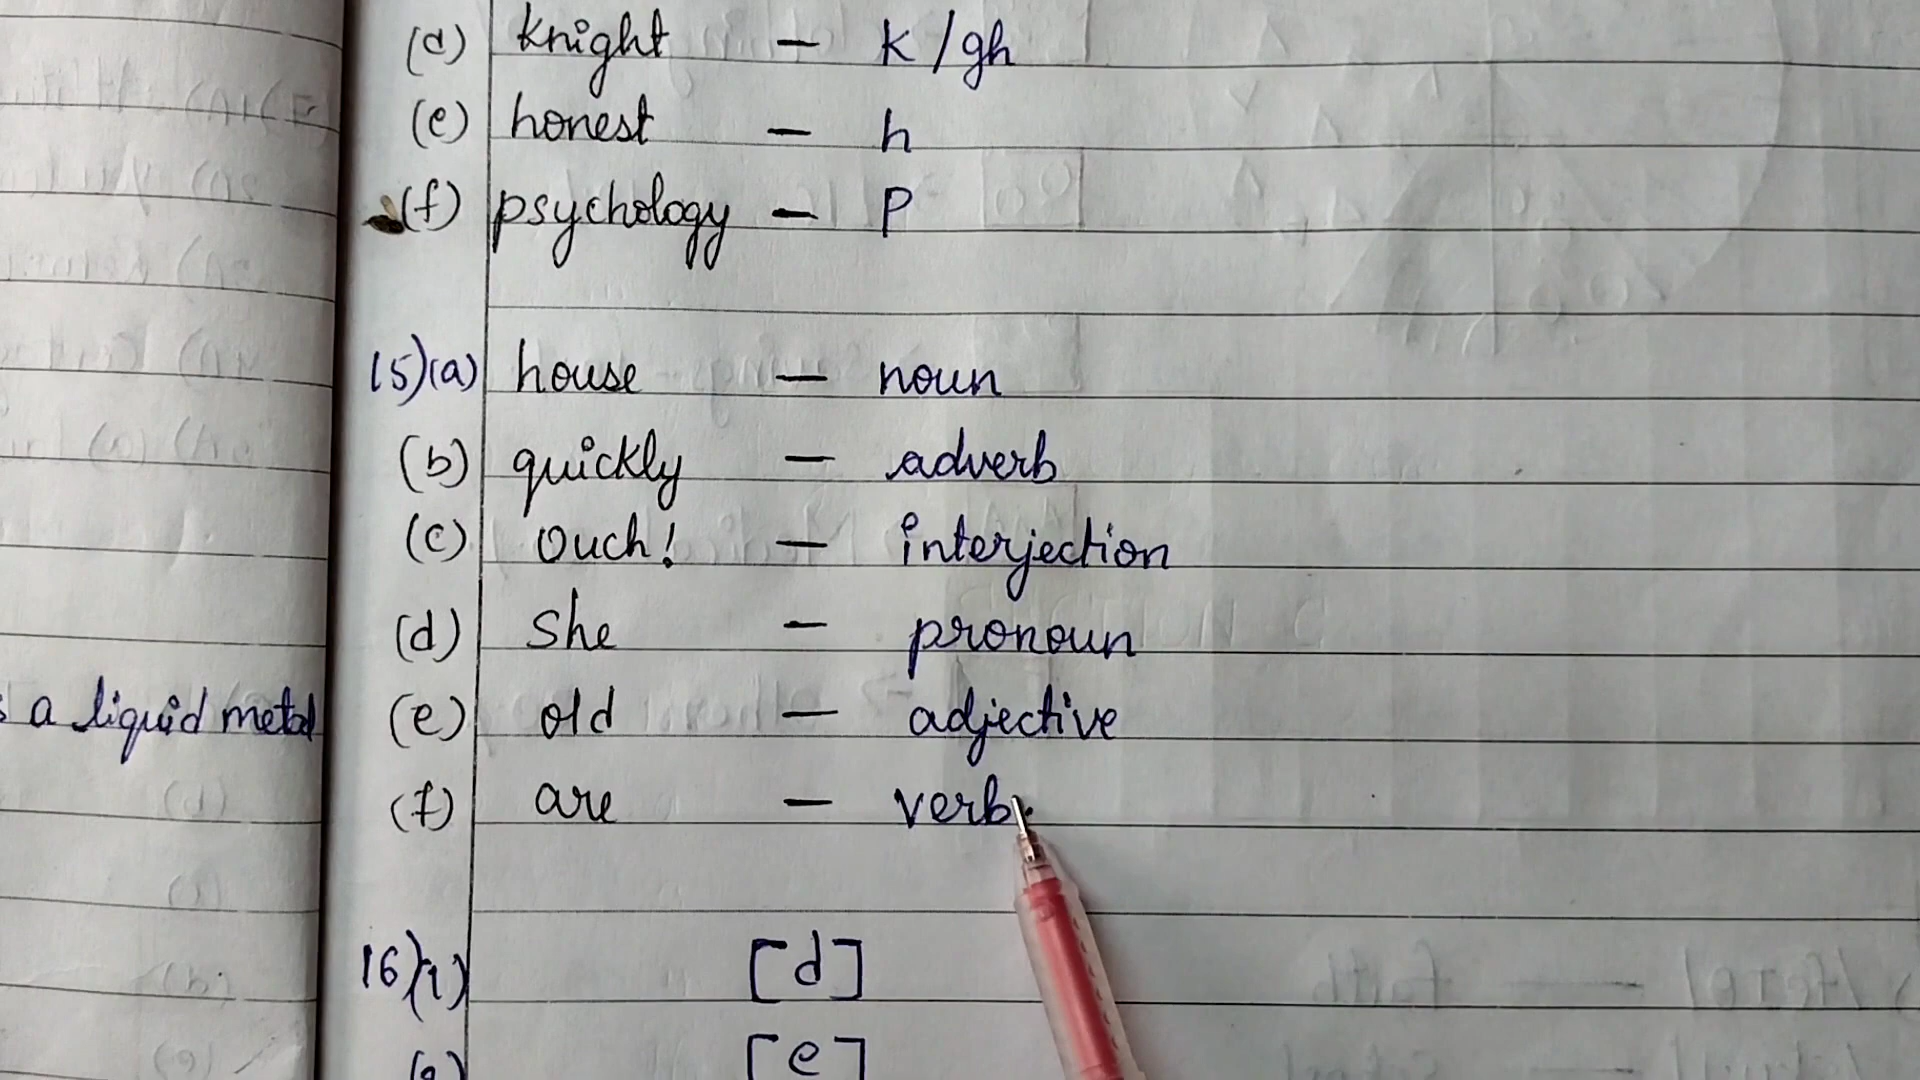 (d) knight — K/gh
(e) honest — h
(f) psychology — P
15)(a) house — noun
(b) quickly — adverb
(c) Ouch! — interjection
(d) She — pronoun
: a liquid metal
(e) old — adjective
(f) are — verb.
16)(1) [d]
[e]